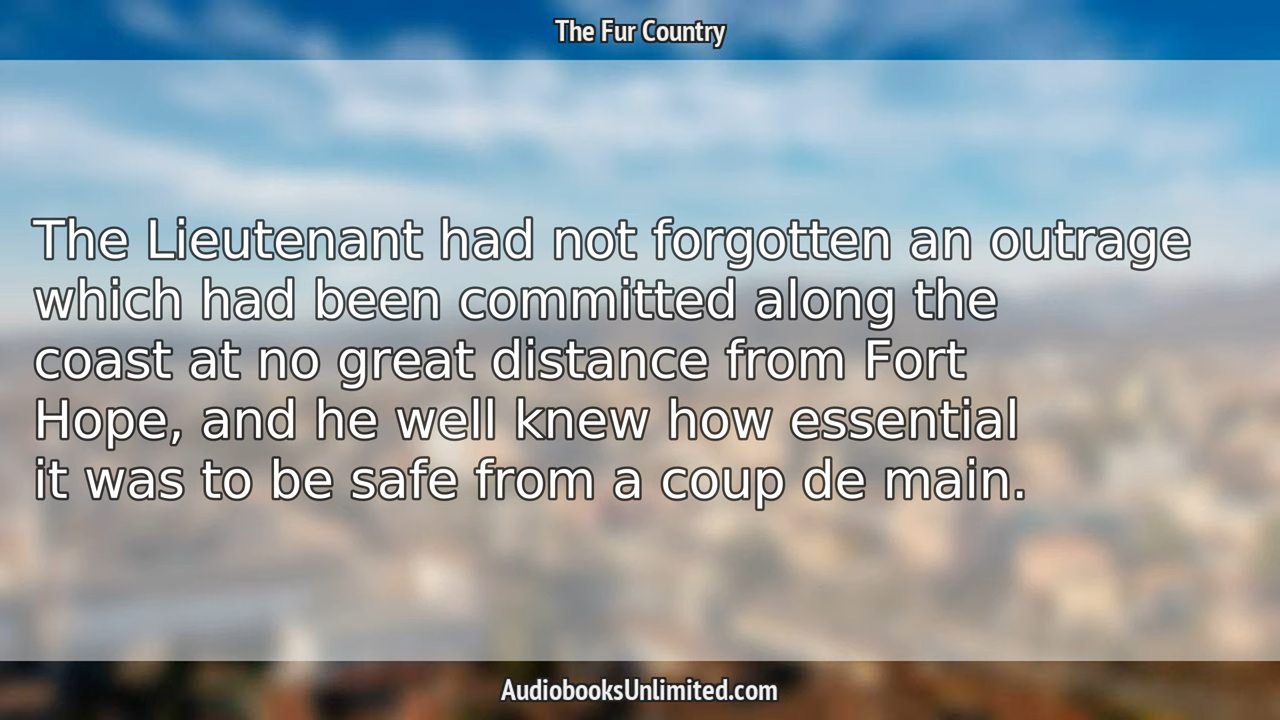 The Fur Country
The Lieutenant had not forgotten an outrage
which had been committed along the
coast at no great distance from Fort
Hope, and he well knew how essential
it was to be safe from a coup de main.
AudiobooksUnlimited.com